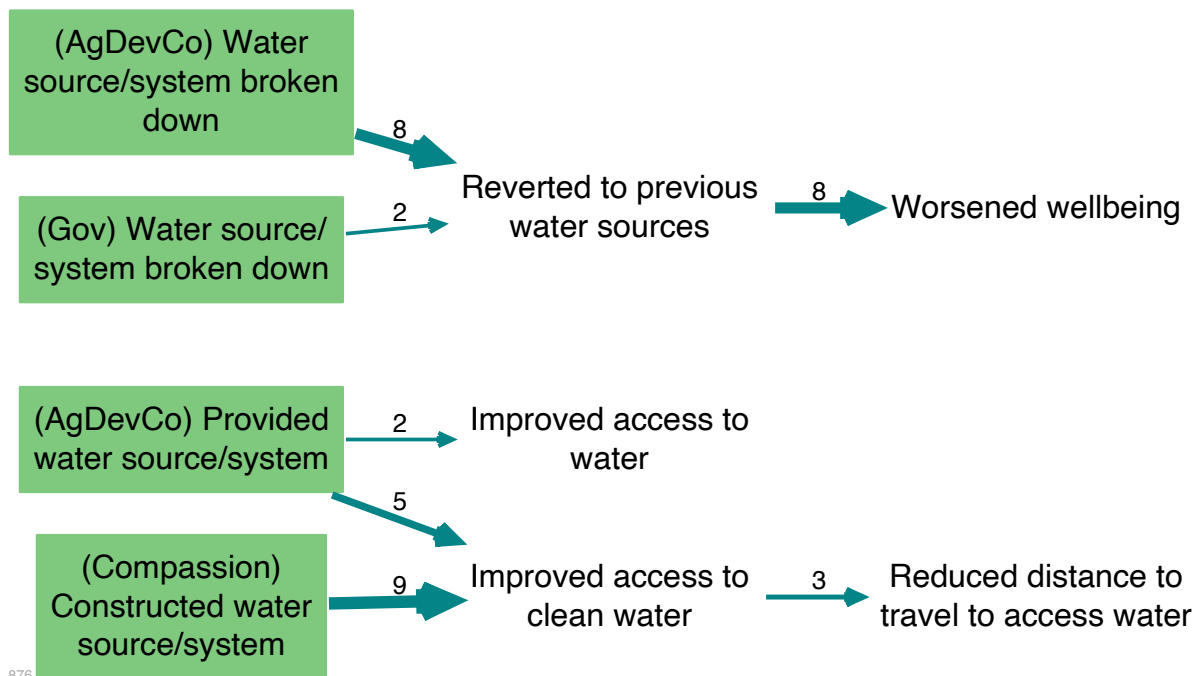 (AgDevCo) Water
source/system broken
down
8
Reverted to previous
water sources
8
Worsened wellbeing
2
(Gov) Water source/
system broken down
(AgDevCo) Provided
water source/system
2
Improved access to
water
5
(Compassion)
Constructed water
source/system
9
Improved access to
clean water
3
Reduced distance to
travel to access water
876